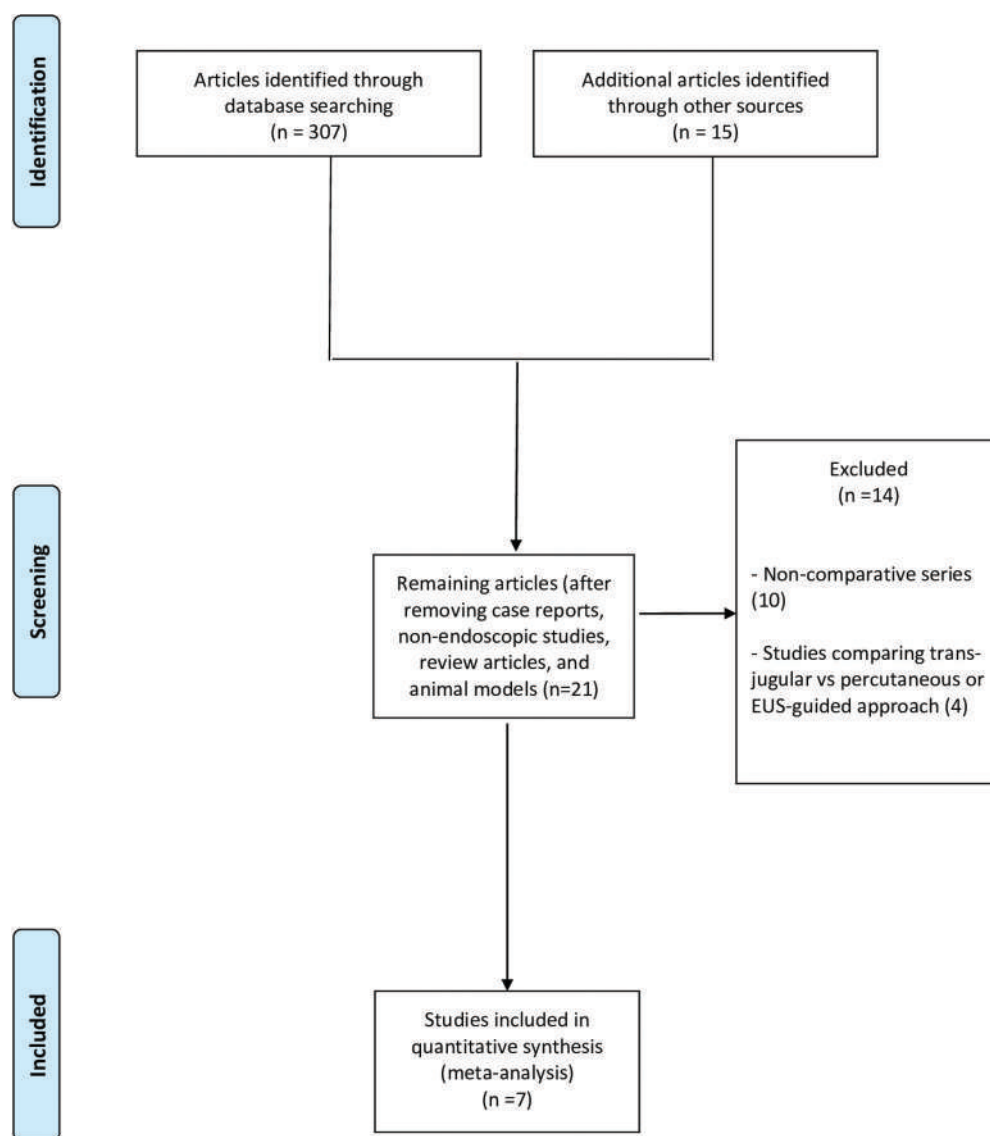 Identification
Articles identified through
database searching
(n = 307)
Additional articles identified
through other sources
(n = 15)
Screening
Remaining articles (after
removing case reports,
non-endoscopic studies,
review articles, and
animal models (n=21)
Excluded
(n =14)
- Non-comparative series
(10)
- Studies comparing trans-
jugular vs percutaneous or
EUS-guided approach (4)
Included
Studies included in
quantitative synthesis
(meta-analysis)
(n =7)